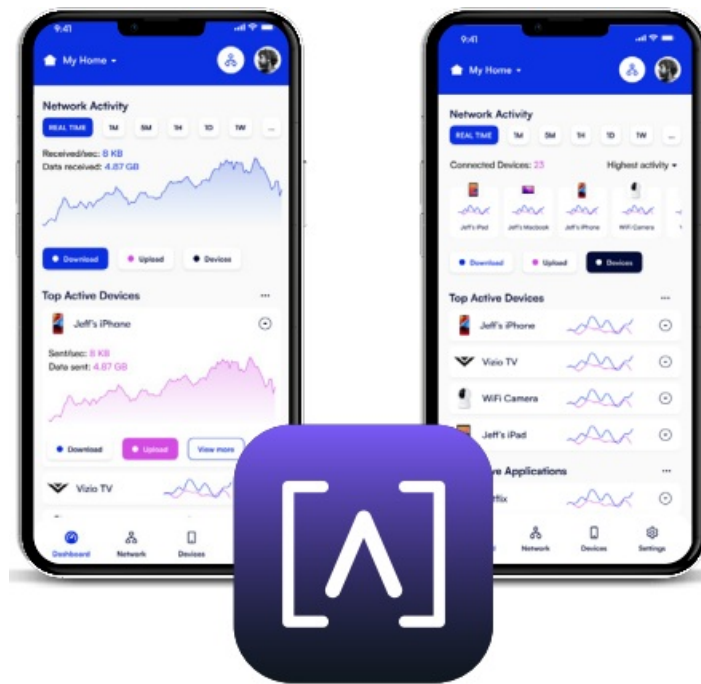 9:41
My Home
Network Activity
REAL TIME 1M 5M 1H 1D 1W ...
Received/sec: 8 KB
Data received: 4.87 GB
Download Upload Devices
Top Active Devices ...
Jeff's iPhone
Sent/sec: 8 KB
Data sent: 4.87 GB
Download Upload View more
Vizio TV
Dashboard Network Devices
9:41
My Home
Network Activity
REAL TIME 1M 5M 1H 1D 1W ...
Connected Devices: 23 Highest activity
Jeff's iPad Jeff's Macbook Jeff's iPhone WiFi Camera
Download Upload Devices
Top Active Devices ...
Jeff's iPhone
Vizio TV
WiFi Camera
Jeff's iPad
ve Applications ...
tflix
Network Devices Settings
[Λ]